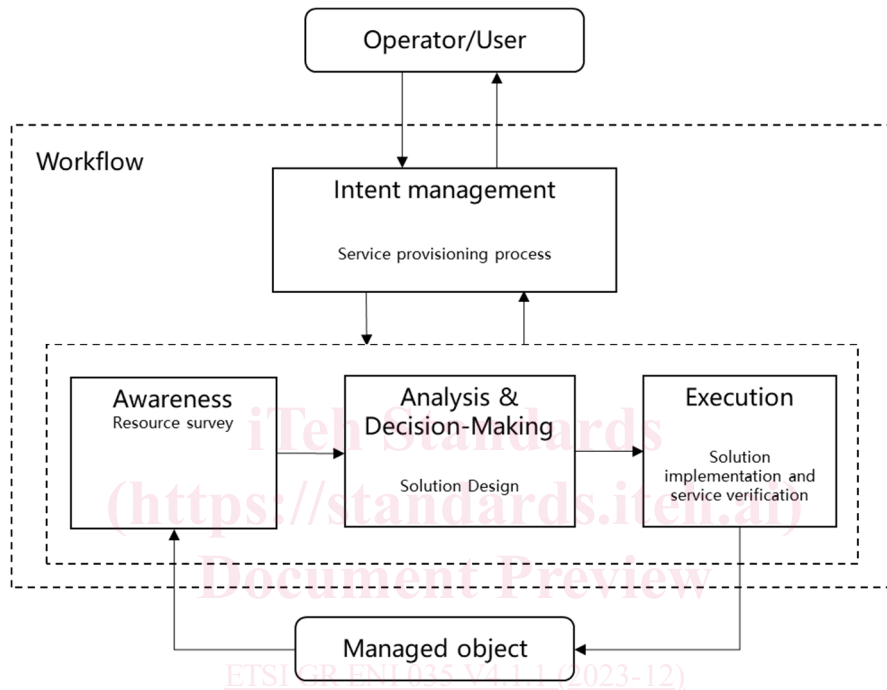 Operator/User
Workflow
Intent management
Service provisioning process
Awareness
Resource survey
Analysis &
Decision-Making
Solution Design
Execution
Solution
implementation and
service verification
iTeh Standards
(https://standards.iteh.ai)
Document Preview
Managed object
ETSI GR ENI 035 V4.1.1 (2023-12)